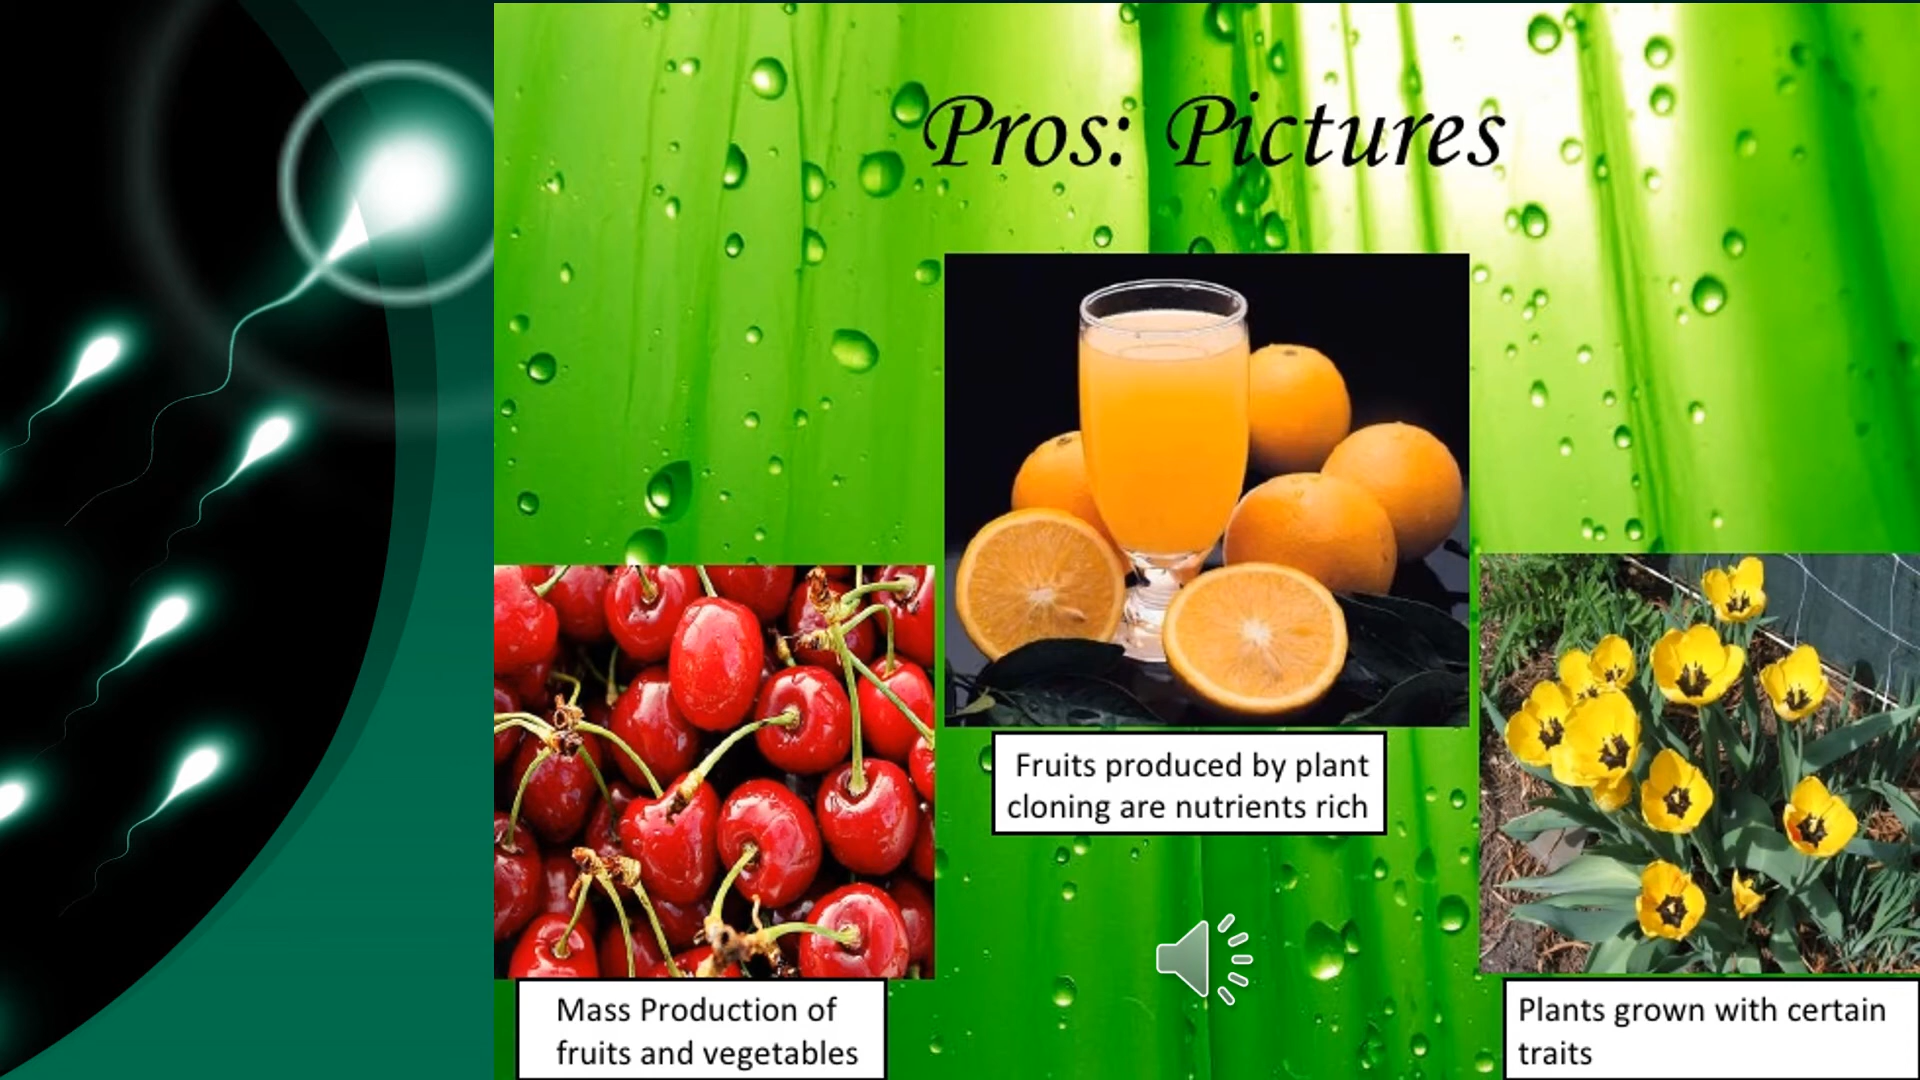 Pros: Pictures
Fruits produced by plant
cloning are nutrients rich
Mass Production of
fruits and vegetables
Plants grown with certain
traits